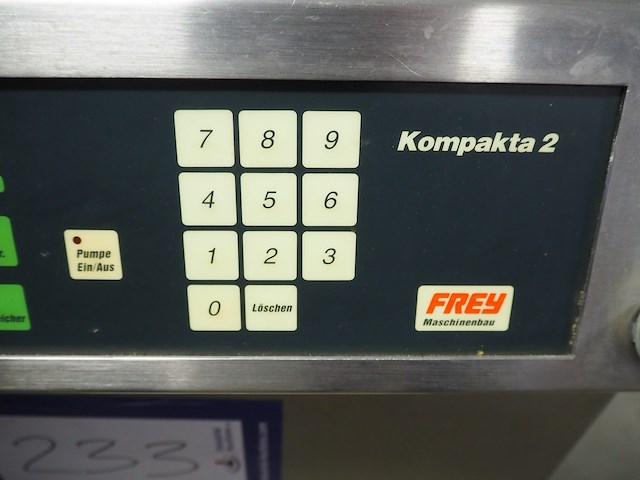 7 8 9
Kompakta 2
4 5 6
Pumpe
Ein/Aus
1 2 3
0 Löschen
FREY
Maschinenbau
233